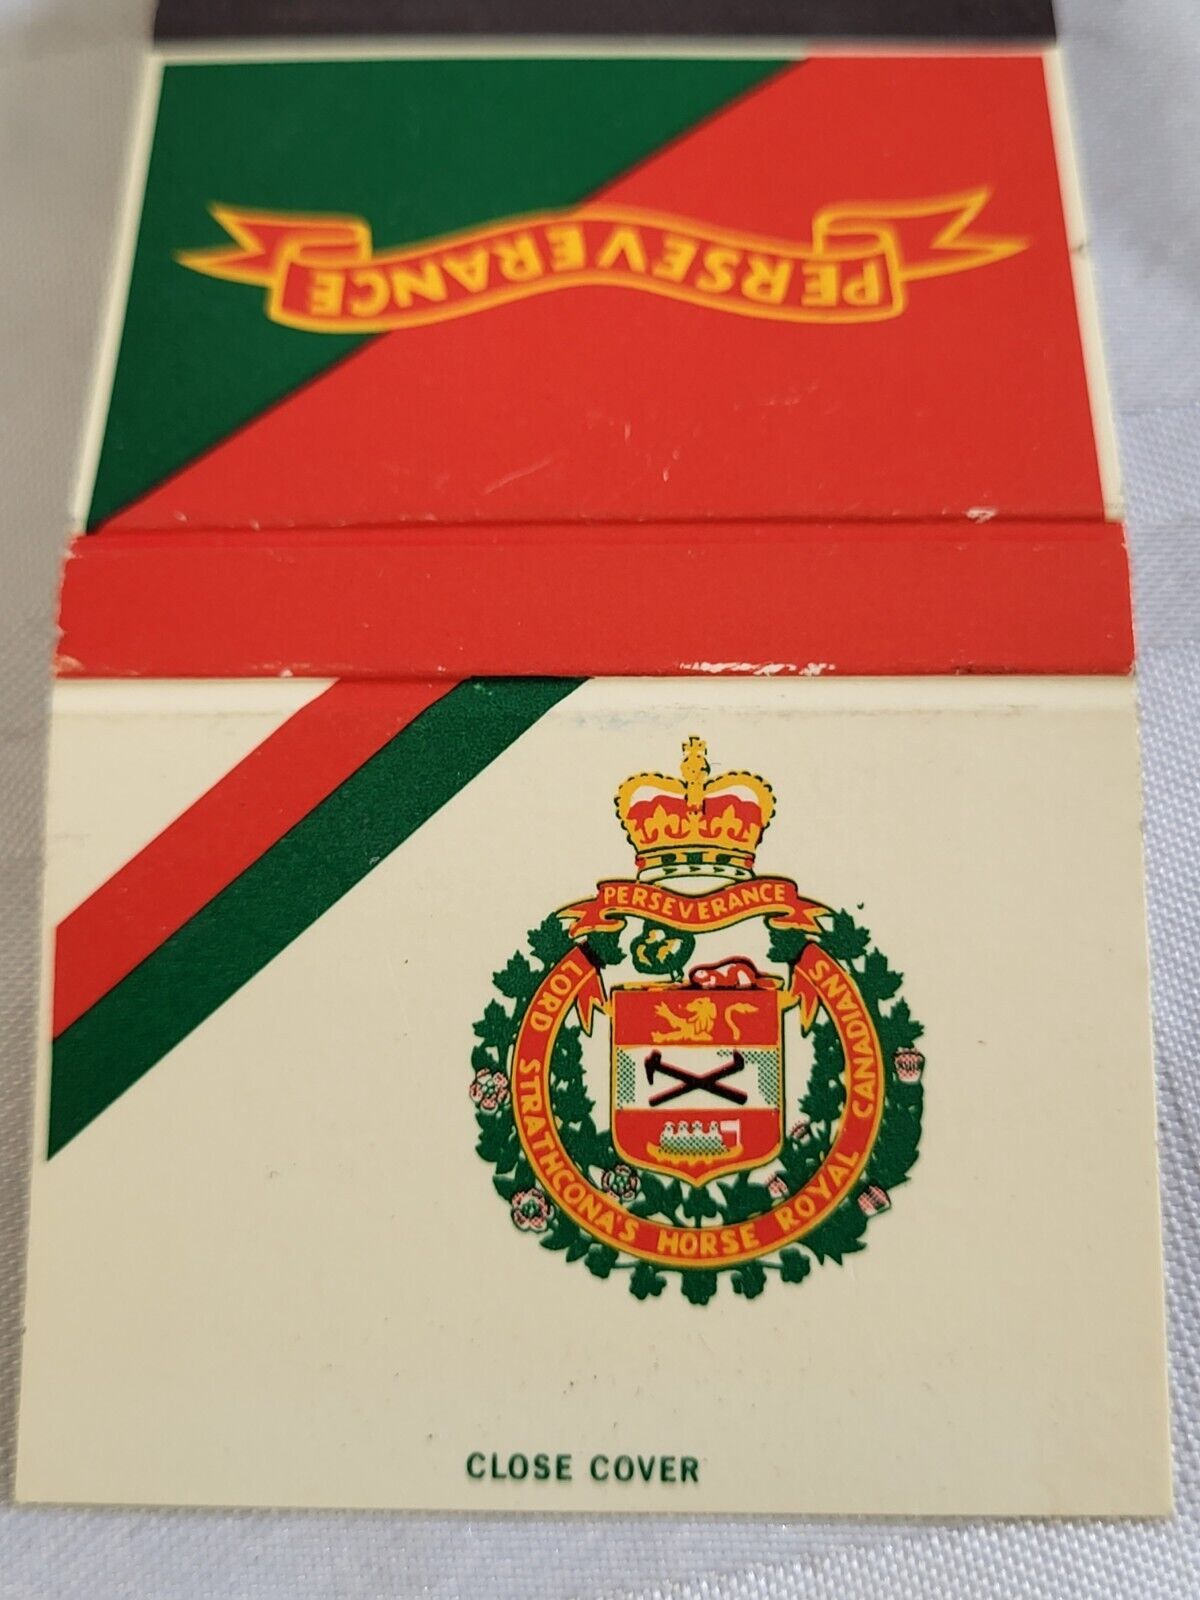 PERSEVERANCE
PERSEVERANCE
LORD STRATHCONA'S HORSE ROYAL CANADIANS
CLOSE COVER